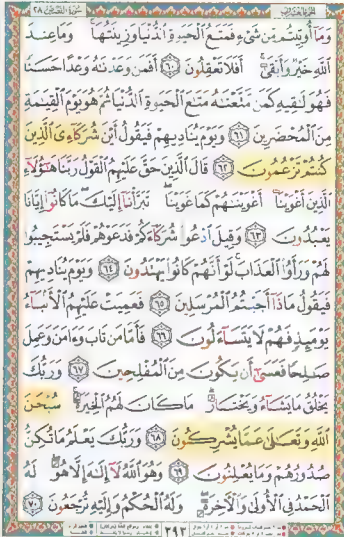 سورة القصص ٢٨
وَمَآ أُوتِيتُم مِّن شَىْءٍ فَمَتَـٰعُ ٱلْحَيَوٰةِ ٱلدُّنْيَا وَزِينَتُهَا ۚ وَمَا عِندَ
ٱللَّهِ خَيْرٌ وَأَبْقَىٰٓ ۚ أَفَلَا تَعْقِلُونَ ٦٠ أَفَمَن وَعَدْنَـٰهُ وَعْدًا حَسَنًا
فَهُوَ لَـٰقِيهِ كَمَن مَّتَّعْنَـٰهُ مَتَـٰعَ ٱلْحَيَوٰةِ ٱلدُّنْيَا ثُمَّ هُوَ يَوْمَ ٱلْقِيَـٰمَةِ
مِنَ ٱلْمُحْضَرِينَ ٦١ وَيَوْمَ يُنَادِيهِمْ فَيَقُولُ أَيْنَ شُرَكَآءِىَ ٱلَّذِينَ
كُنتُمْ تَزْعُمُونَ ٦٢ قَالَ ٱلَّذِينَ حَقَّ عَلَيْهِمُ ٱلْقَوْلُ رَبَّنَا هَـٰٓؤُلَآءِ
ٱلَّذِينَ أَغْوَيْنَآ أَغْوَيْنَـٰهُمْ كَمَا غَوَيْنَا ۖ تَبَرَّأْنَآ إِلَيْكَ ۖ مَا كَانُوٓا۟ إِيَّانَا
يَعْبُدُونَ ٦٣ وَقِيلَ ٱدْعُوا۟ شُرَكَآءَكُمْ فَدَعَوْهُمْ فَلَمْ يَسْتَجِيبُوا۟
لَهُمْ وَرَأَوُا۟ ٱلْعَذَابَ ۚ لَوْ أَنَّهُمْ كَانُوا۟ يَهْتَدُونَ ٦٤ وَيَوْمَ يُنَادِيهِمْ
فَيَقُولُ مَاذَآ أَجَبْتُمُ ٱلْمُرْسَلِينَ ٦٥ فَعَمِيَتْ عَلَيْهِمُ ٱلْأَنۢبَآءُ
يَوْمَئِذٍ فَهُمْ لَا يَتَسَآءَلُونَ ٦٦ فَأَمَّا مَن تَابَ وَءَامَنَ وَعَمِلَ
صَـٰلِحًا فَعَسَىٰٓ أَن يَكُونَ مِنَ ٱلْمُفْلِحِينَ ٦٧ وَرَبُّكَ
يَخْلُقُ مَا يَشَآءُ وَيَخْتَارُ ۗ مَا كَانَ لَهُمُ ٱلْخِيَرَةُ ۚ سُبْحَـٰنَ
ٱللَّهِ وَتَعَـٰلَىٰ عَمَّا يُشْرِكُونَ ٦٨ وَرَبُّكَ يَعْلَمُ مَا تُكِنُّ
صُدُورُهُمْ وَمَا يُعْلِنُونَ ٦٩ وَهُوَ ٱللَّهُ لَآ إِلَـٰهَ إِلَّا هُوَ ۖ لَهُ
ٱلْحَمْدُ فِى ٱلْأُولَىٰ وَٱلْـَٔاخِرَةِ ۖ وَلَهُ ٱلْحُكْمُ وَإِلَيْهِ تُرْجَعُونَ ٧٠
٣٩٣